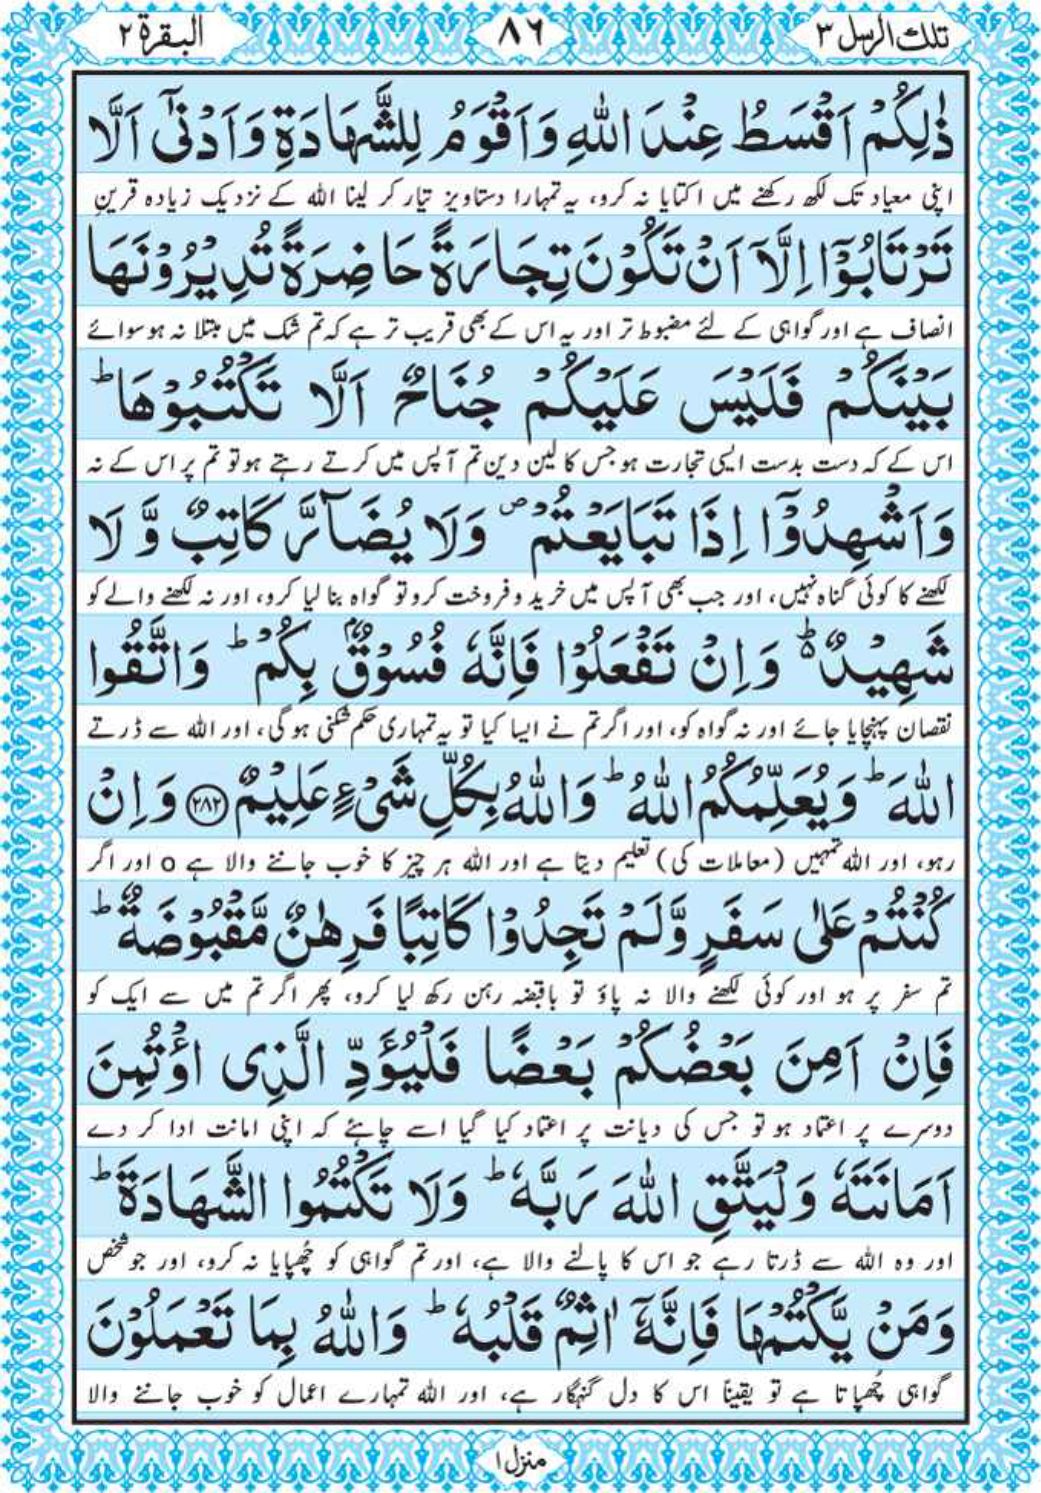 تلك الرسل ٣
٨٦
البقرة ٢
ذٰلِكُمْ اَقْسَطُ عِنْدَ اللّٰهِ وَاَقْوَمُ لِلشَّهَادَةِ وَاَدْنٰۤى اَلَّا
اپنی معیاد تک لکھ رکھنے میں اکتایا نہ کرو، یہ تمہارا دستاویز تیار کر لینا اللہ کے نزدیک زیادہ قرینِ
تَرْتَابُوْۤا اِلَّاۤ اَنْ تَكُوْنَ تِجَارَةً حَاضِرَةً تُدِيْرُوْنَهَا
انصاف ہے اور گواہی کے لئے مضبوط تر اور یہ اس کے بھی قریب تر ہے کہ تم شک میں مبتلا نہ ہو سوائے
بَيْنَكُمْ فَلَيْسَ عَلَيْكُمْ جُنَاحٌ اَلَّا تَكْتُبُوْهَا ؕ
اس کے کہ دست بدست ایسی تجارت ہو جس کا لین دین تم آپس میں کرتے رہتے ہو تو تم پر اس کے نہ
وَاَشْهِدُوْۤا اِذَا تَبَايَعْتُمْ ۪ وَلَا يُضَآرَّ كَاتِبٌ وَّلَا
لکھنے کا کوئی گناہ نہیں، اور جب بھی آپس میں خرید و فروخت کرو تو گواہ بنا لیا کرو، اور نہ لکھنے والے کو
شَهِيْدٌ ؕ۬ وَاِنْ تَفْعَلُوْا فَاِنَّهٗ فُسُوْقٌۢ بِكُمْ ؕ وَاتَّقُوا
نقصان پہنچایا جائے اور نہ گواہ کو، اور اگر تم نے ایسا کیا تو یہ تمہاری حکم شکنی ہو گی، اور اللہ سے ڈرتے
اللّٰهَ ؕ وَيُعَلِّمُكُمُ اللّٰهُ ؕ وَاللّٰهُ بِكُلِّ شَىْءٍ عَلِيْمٌ ﴿۲۸۲﴾ وَاِنْ
رہو، اور اللہ تمہیں (معاملات کی) تعلیم دیتا ہے اور اللہ ہر چیز کا خوب جاننے والا ہے o اور اگر
كُنْتُمْ عَلٰى سَفَرٍ وَّلَمْ تَجِدُوْا كَاتِبًا فَرِهٰنٌ مَّقْبُوْضَةٌ ؕ
تم سفر پر ہو اور کوئی لکھنے والا نہ پاؤ تو باقبضہ رہن رکھ لیا کرو، پھر اگر تم میں سے ایک کو
فَاِنْ اَمِنَ بَعْضُكُمْ بَعْضًا فَلْيُؤَدِّ الَّذِى اؤْتُمِنَ
دوسرے پر اعتماد ہو تو جس کی دیانت پر اعتماد کیا گیا اسے چاہئے کہ اپنی امانت ادا کر دے
اَمَانَتَهٗ وَلْيَتَّقِ اللّٰهَ رَبَّهٗ ؕ وَلَا تَكْتُمُوا الشَّهَادَةَ ؕ
اور وہ اللہ سے ڈرتا رہے جو اس کا پالنے والا ہے، اور تم گواہی کو چُھپایا نہ کرو، اور جو شخص
وَمَنْ يَّكْتُمْهَا فَاِنَّهٗۤ اٰثِمٌ قَلْبُهٗ ؕ وَاللّٰهُ بِمَا تَعْمَلُوْنَ
گواہی چُھپاتا ہے تو یقیناً اس کا دل گنہگار ہے، اور اللہ تمہارے اعمال کو خوب جاننے والا
منزل ۱